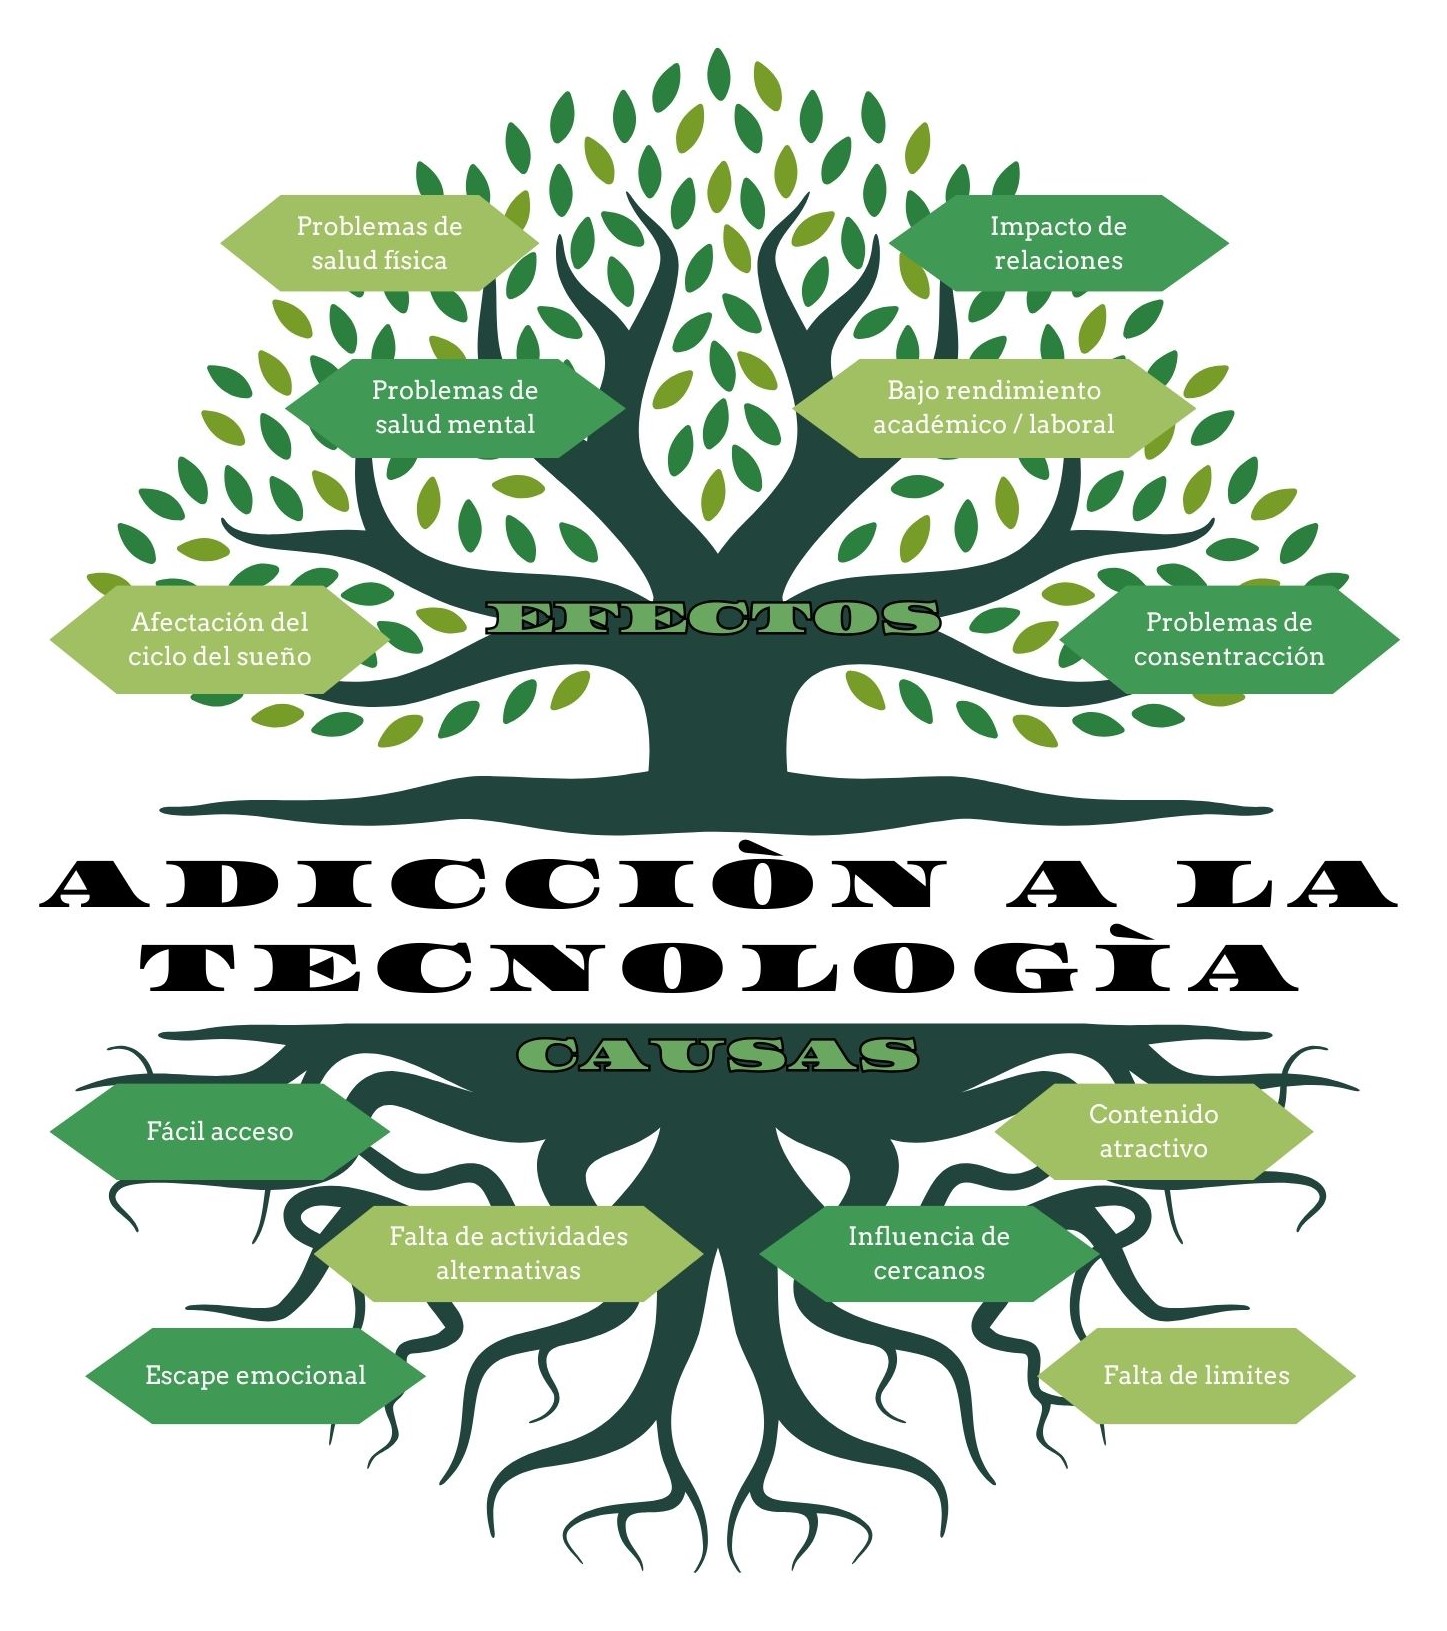 Problemas de
salud física
Impacto de
relaciones
Problemas de
salud mental
Bajo rendimiento
académico / laboral
EFECTOS
Afectación del
ciclo del sueño
Problemas de
consentracción
ADICCIÒN A LA
TECNOLOGÌA
CAUSAS
Fácil acceso
Contenido
atractivo
Falta de actividades
alternativas
Influencia de
cercanos
Escape emocional
Falta de limites